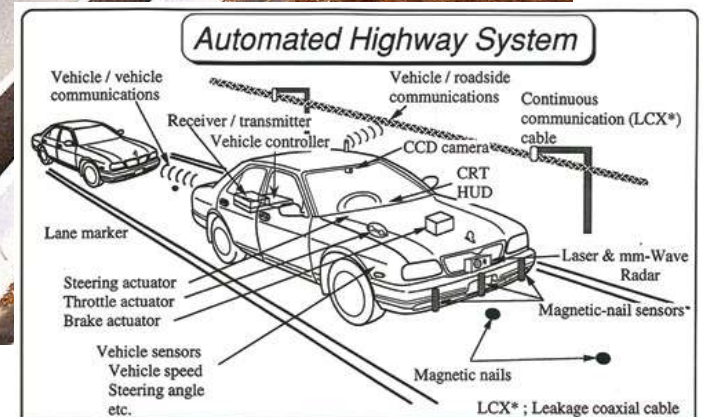 Automated Highway System
Vehicle / vehicle
communications
Vehicle / roadside
communications
Continuous
communication (LCX*)
cable
Receiver / transmitter
Vehicle controller
CCD camera
CRT
HUD
Lane marker
Laser & mm-Wave
Radar
Steering actuator
Throttle actuator
Brake actuator
Magnetic-nail sensors*
Vehicle sensors
Vehicle speed
Steering angle
etc.
Magnetic nails
LCX* ; Leakage coaxial cable